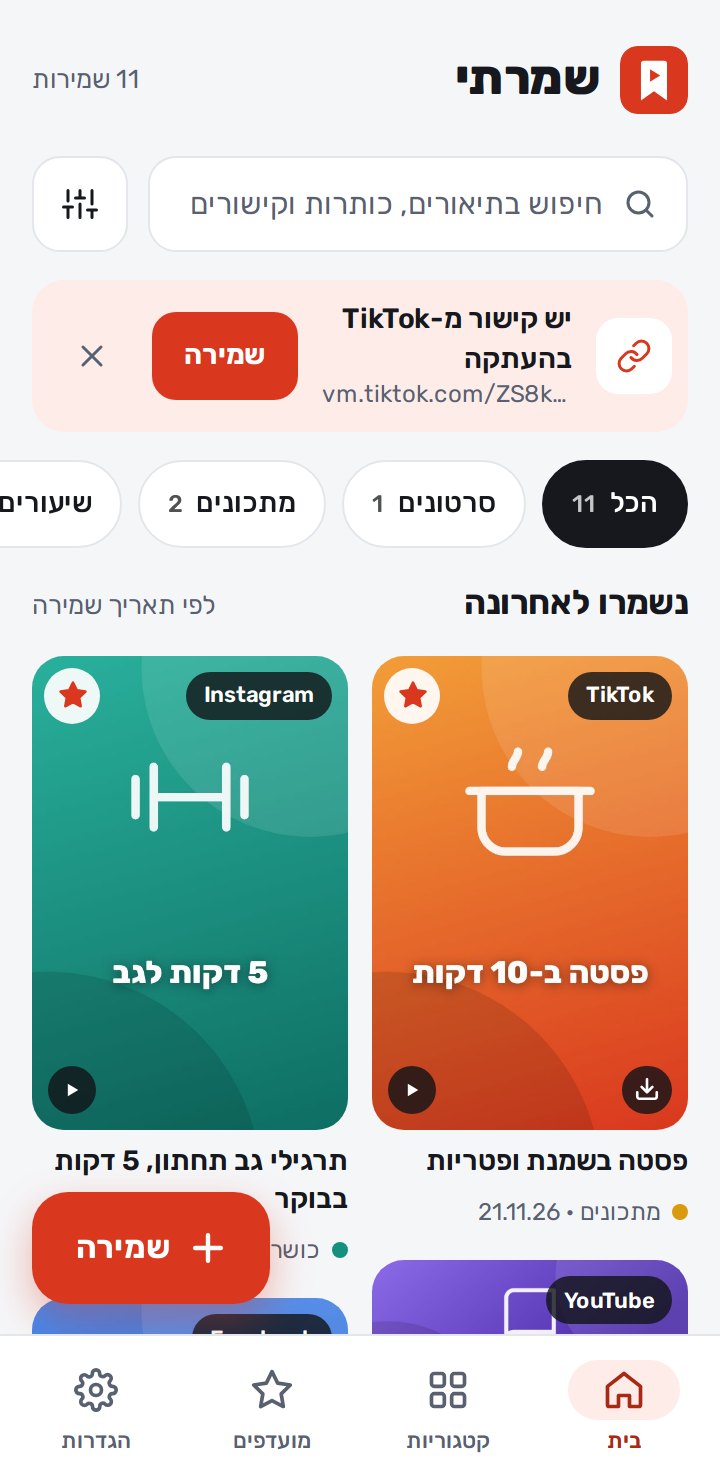 שמרתי
11 שמירות
חיפוש בתיאורים, כותרות וקישורים
יש קישור מ-TikTok
בהעתקה
vm.tiktok.com/ZS8k…
שמירה
הכל 11
סרטונים 1
מתכונים 2
שיעורים
נשמרו לאחרונה
לפי תאריך שמירה
TikTok
פסטה ב-10 דקות
פסטה בשמנת ופטריות
מתכונים • 21.11.26
Instagram
5 דקות לגב
תרגילי גב תחתון, 5 דקות
בבוקר
כושר
YouTube
שמירה
בית
קטגוריות
מועדפים
הגדרות